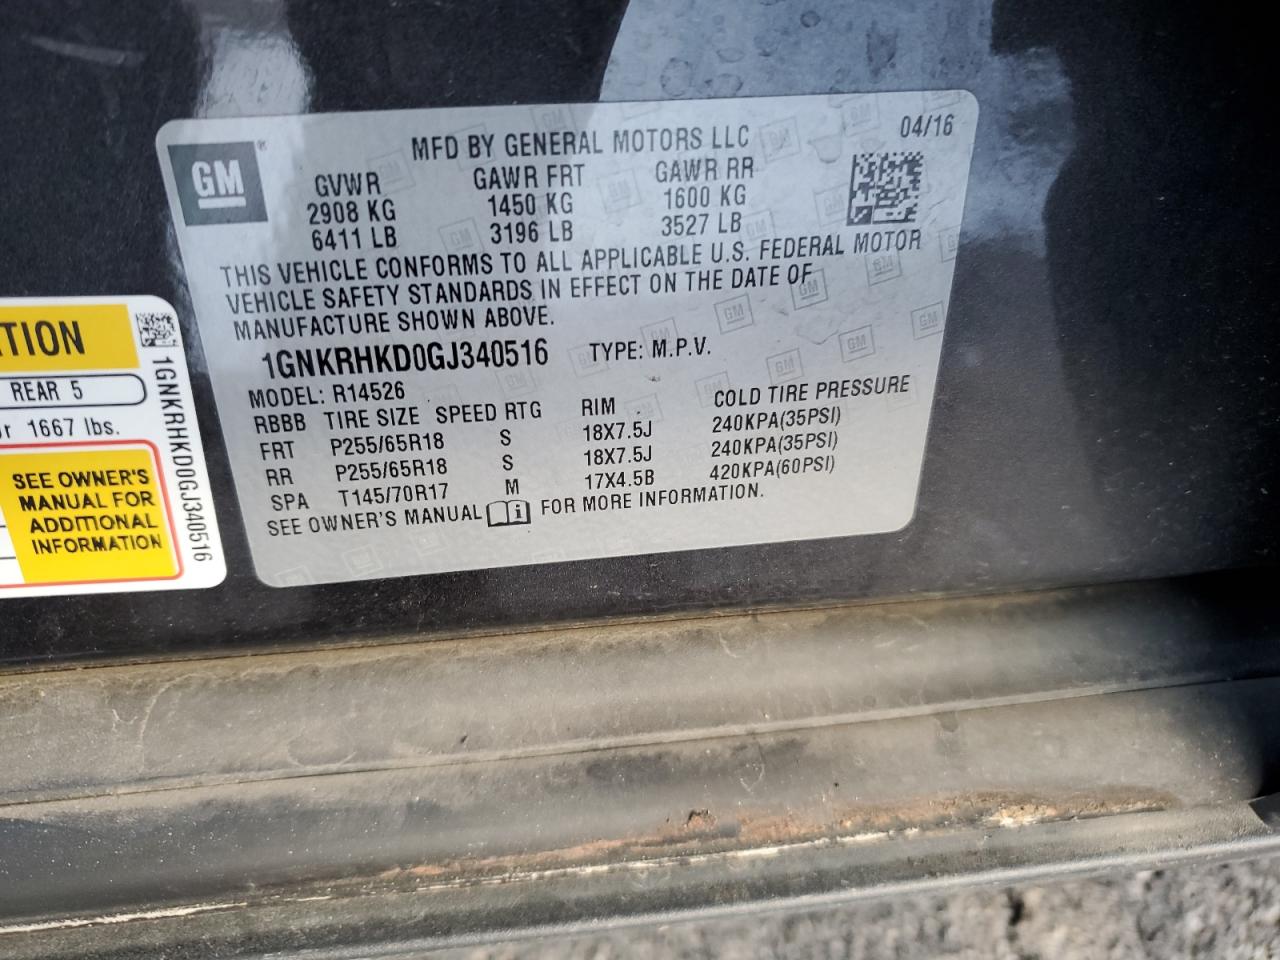 GM
MFD BY GENERAL MOTORS LLC
04/16
GVWR GAWR FRT GAWR RR
2908 KG 1450 KG 1600 KG
6411 LB 3196 LB 3527 LB
THIS VEHICLE CONFORMS TO ALL APPLICABLE U.S. FEDERAL MOTOR
VEHICLE SAFETY STANDARDS IN EFFECT ON THE DATE OF
MANUFACTURE SHOWN ABOVE.
1GNKRHKD0GJ340516 TYPE: M.P.V.
MODEL: R14526
RBBB TIRE SIZE SPEED RTG RIM COLD TIRE PRESSURE
FRT P255/65R18 S 18X7.5J 240KPA(35PSI)
RR P255/65R18 S 18X7.5J 240KPA(35PSI)
SPA T145/70R17 M 17X4.5B 420KPA(60PSI)
SEE OWNER'S MANUAL i FOR MORE INFORMATION.
REAR 5
1667 lbs.
SEE OWNER'S
MANUAL FOR
ADDITIONAL
INFORMATION
1GNKRHKD0GJ340516